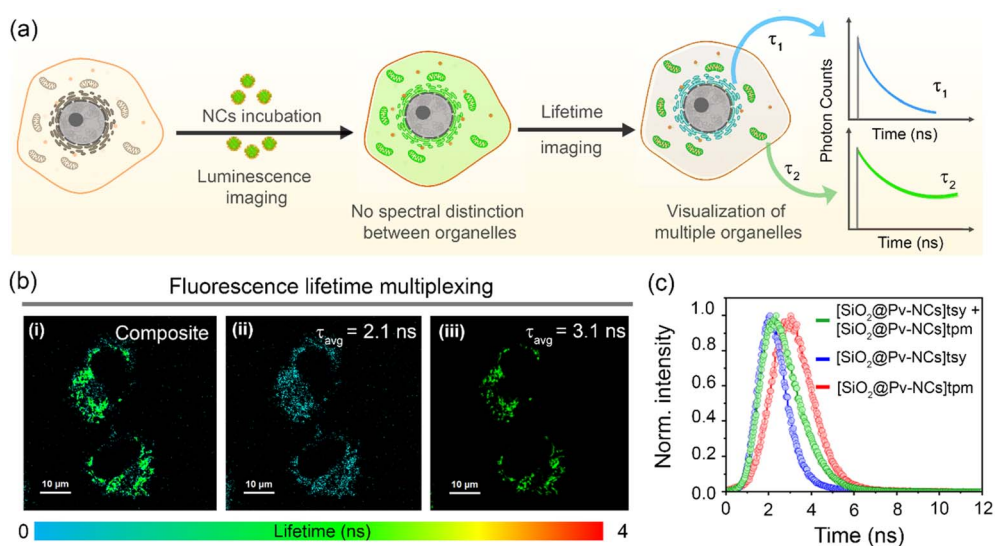 (a)
NCs incubation
Luminescence
imaging
No spectral distinction
between organelles
Lifetime
imaging
Visualization of
multiple organelles
τ1
τ2
Photon Counts
τ1
Time (ns)
τ2
Time (ns)
(b)
Fluorescence lifetime multiplexing
(i) Composite
10 μm
(ii) τavg = 2.1 ns
10 μm
(iii) τavg = 3.1 ns
10 μm
0 Lifetime (ns) 4
(c)
Norm. intensity
1.0
0.8
0.6
0.4
0.2
0.0
[SiO2@Pv-NCs]tsy +
[SiO2@Pv-NCs]tpm
[SiO2@Pv-NCs]tsy
[SiO2@Pv-NCs]tpm
0 2 4 6 8 10 12
Time (ns)